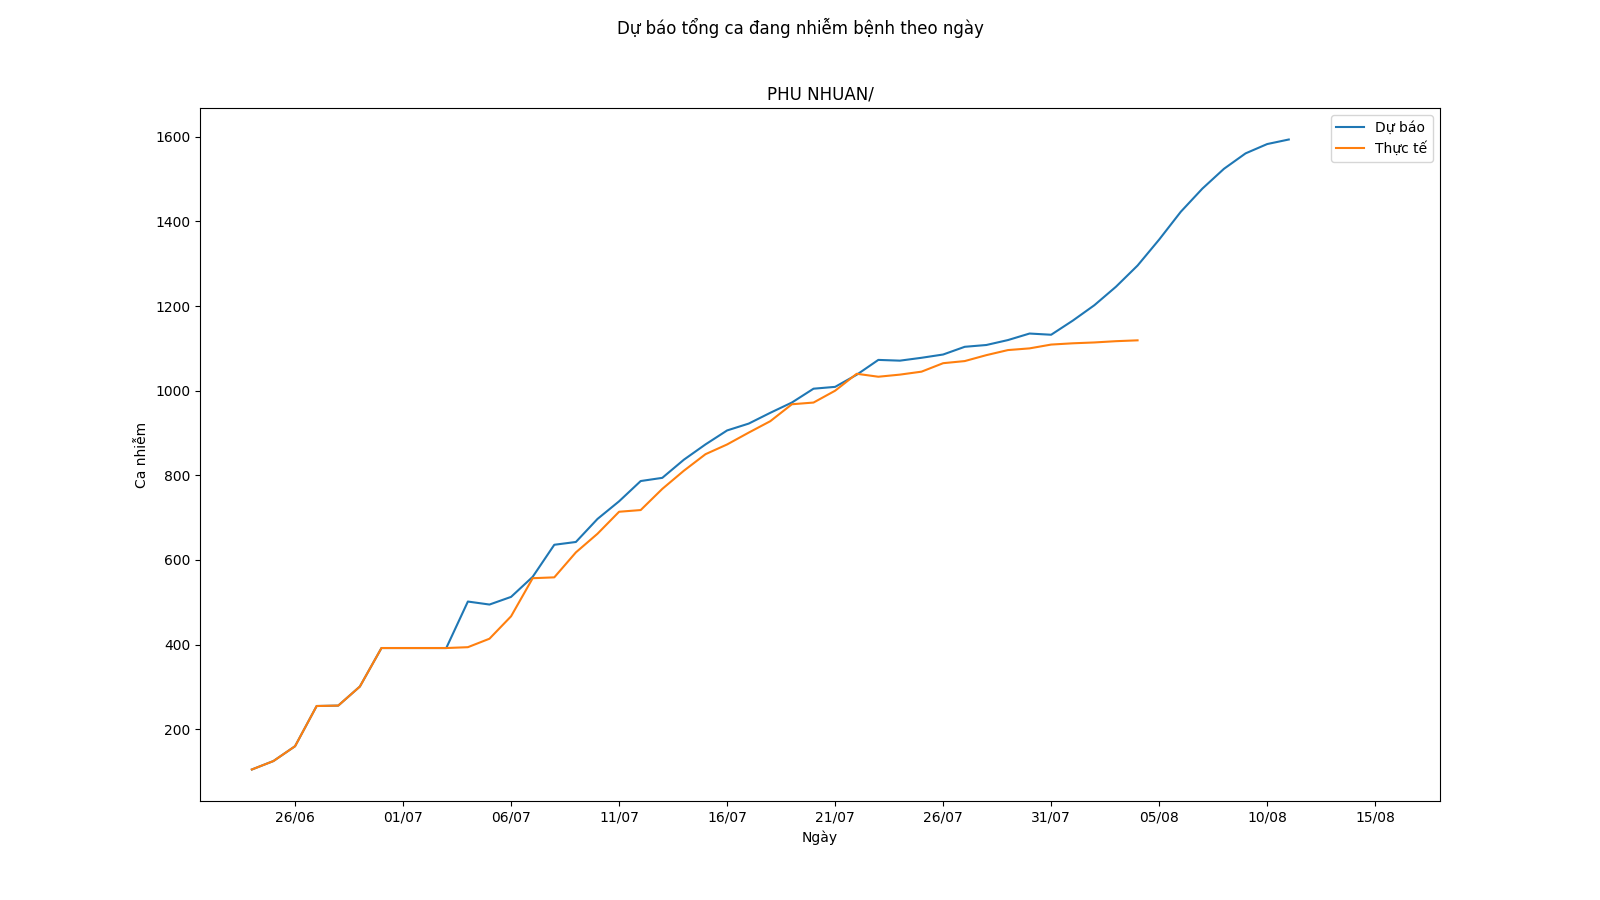 Dự báo tổng ca đang nhiễm bệnh theo ngày
PHU NHUAN/
Dự báo
Thực tế
1600
1400
1200
1000
800
600
400
200
Ca nhiễm
26/06 01/07 06/07 11/07 16/07 21/07 26/07 31/07 05/08 10/08 15/08
Ngày